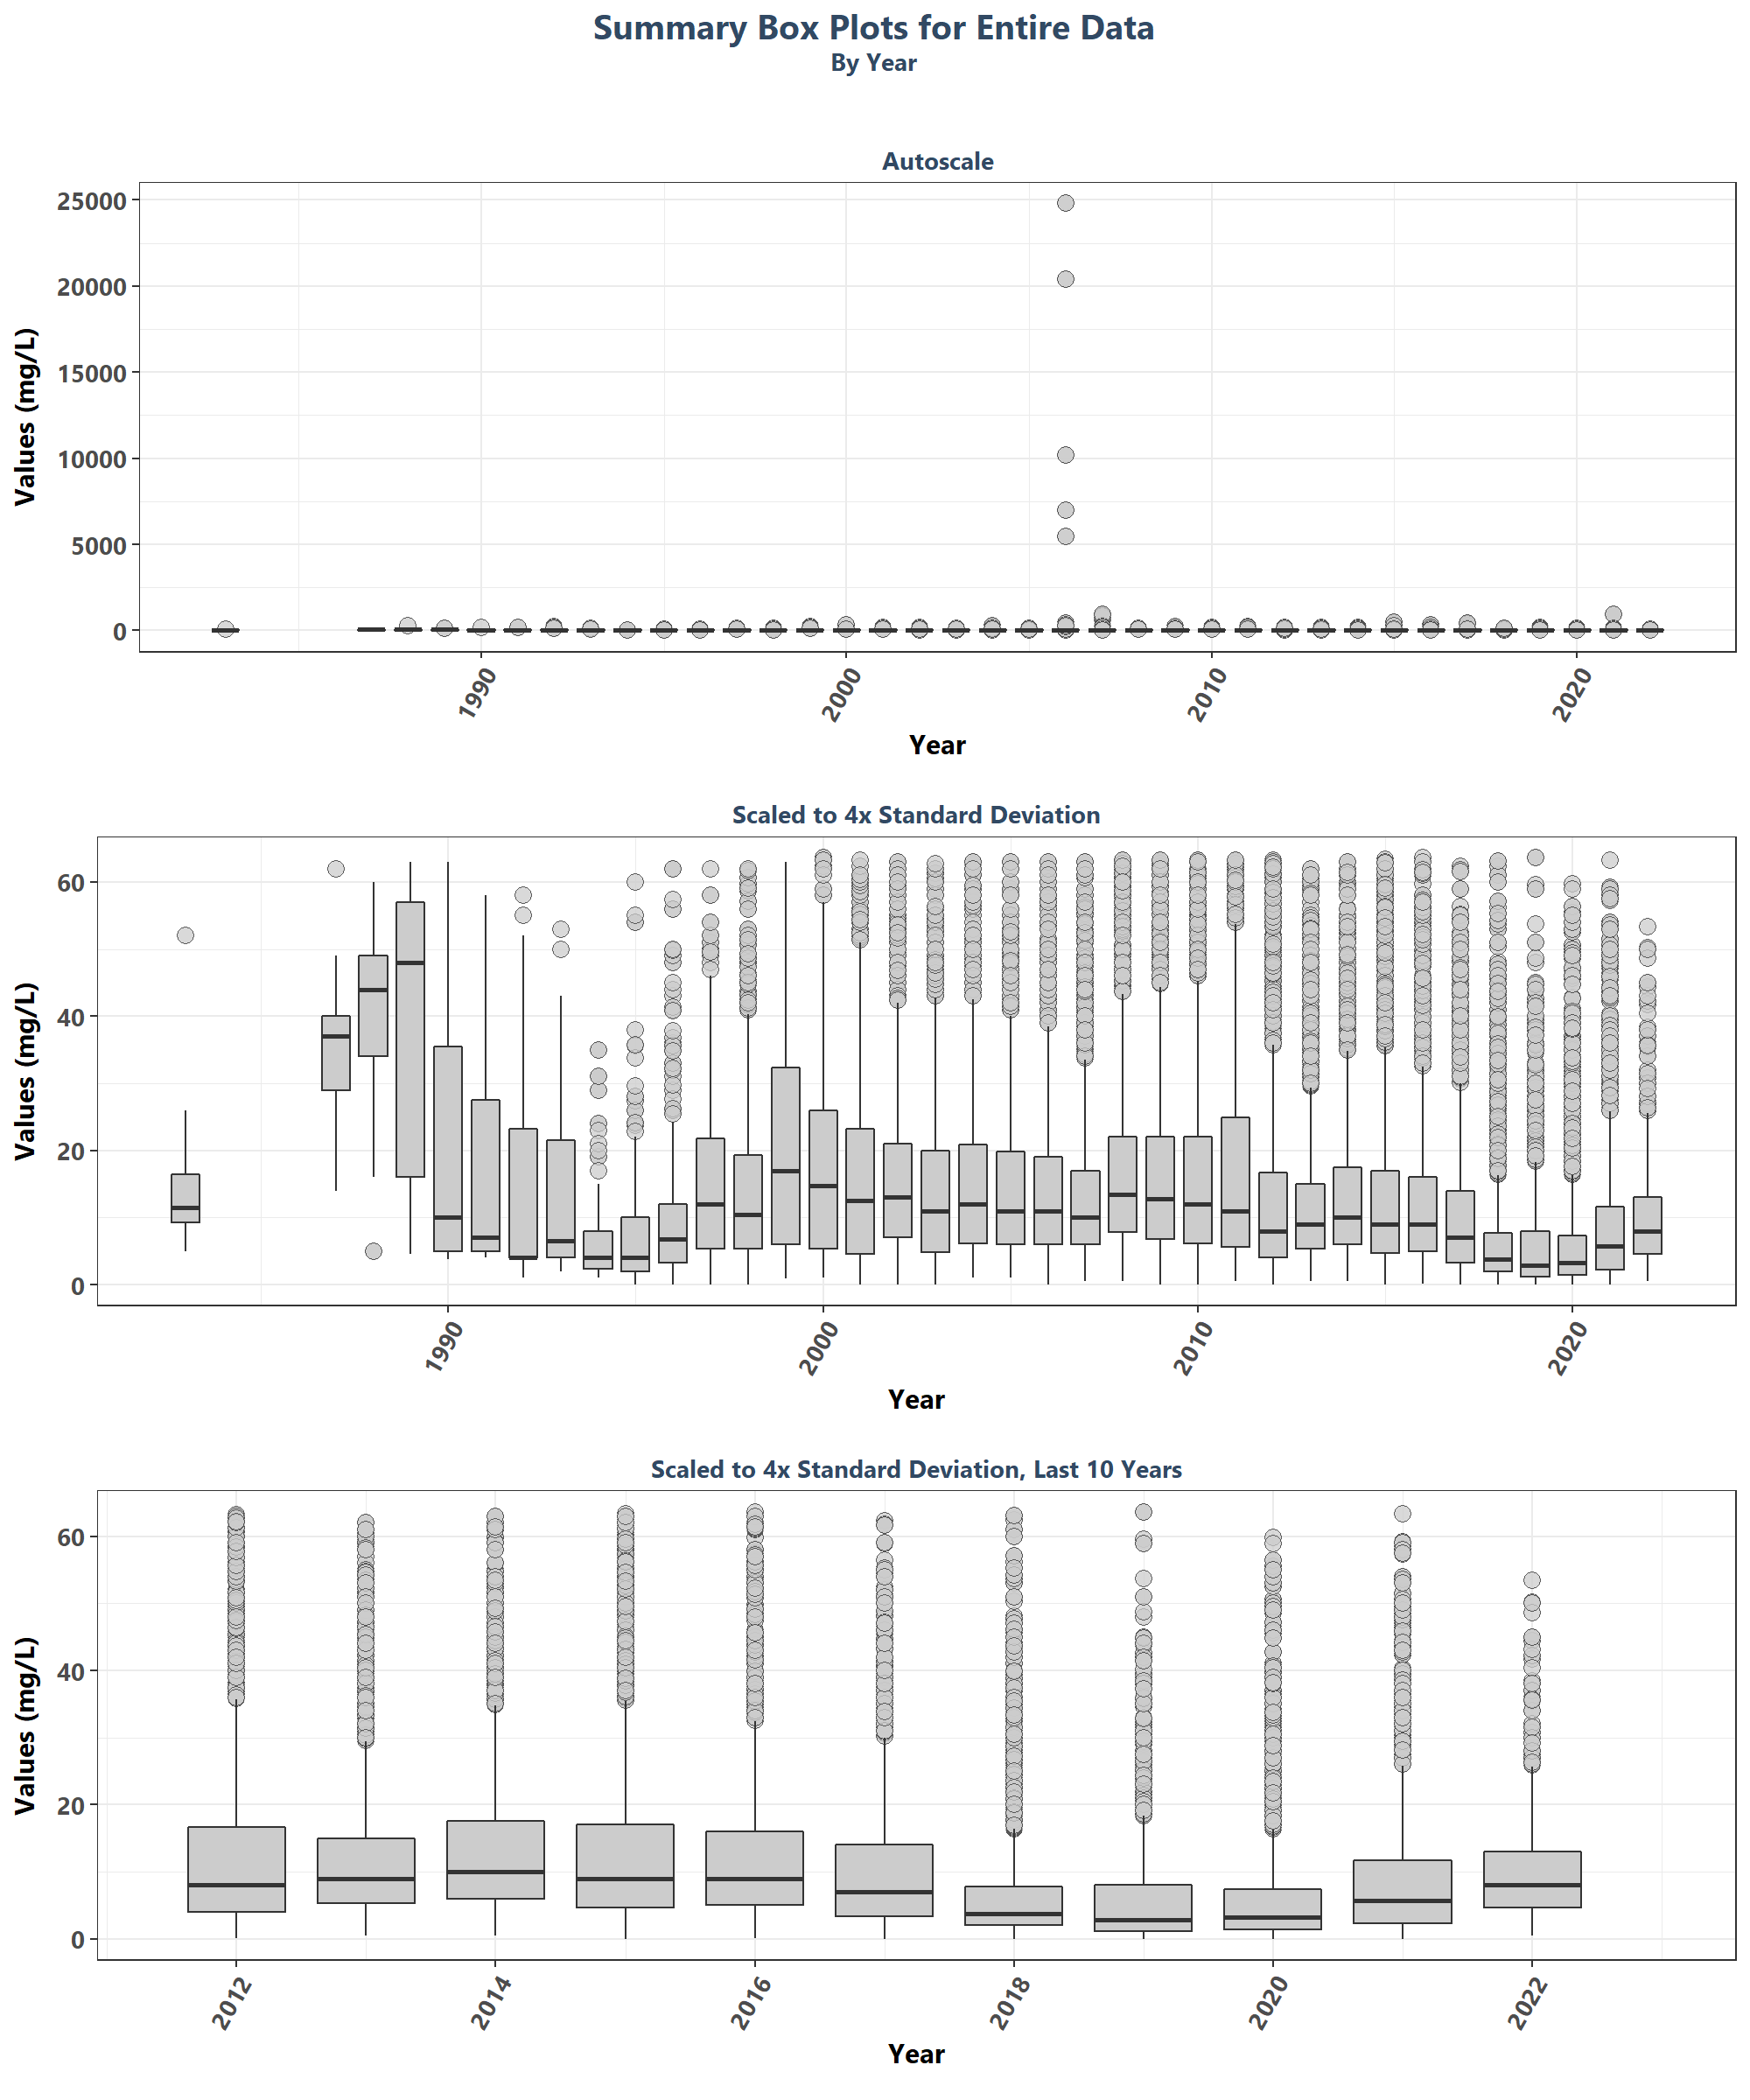 Summary Box Plots for Entire Data
By Year
Autoscale
Values (mg/L)
25000
20000
15000
10000
5000
0
1990
2000
2010
2020
Year
Scaled to 4x Standard Deviation
Values (mg/L)
60
40
20
0
1990
2000
2010
2020
Year
Scaled to 4x Standard Deviation, Last 10 Years
Values (mg/L)
60
40
20
0
2012
2014
2016
2018
2020
2022
Year